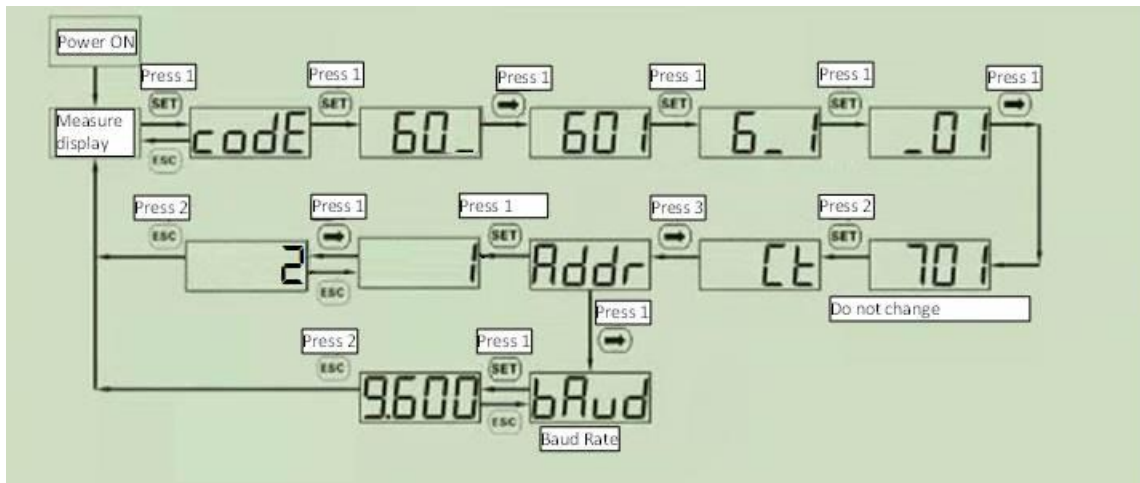 Power ON
Press 1
SET
Press 1
SET
Press 1
Press 1
SET
Press 1
SET
Press 1
Measure
display
ESC
codE
60_
601
6_1
_01
Press 2
ESC
Press 1
Press 1
SET
Press 3
Press 2
SET
2
1
ESC
Addr
Ct
701
Do not change
Press 1
Press 2
ESC
Press 1
SET
9.600
ESC
bAud
Baud Rate